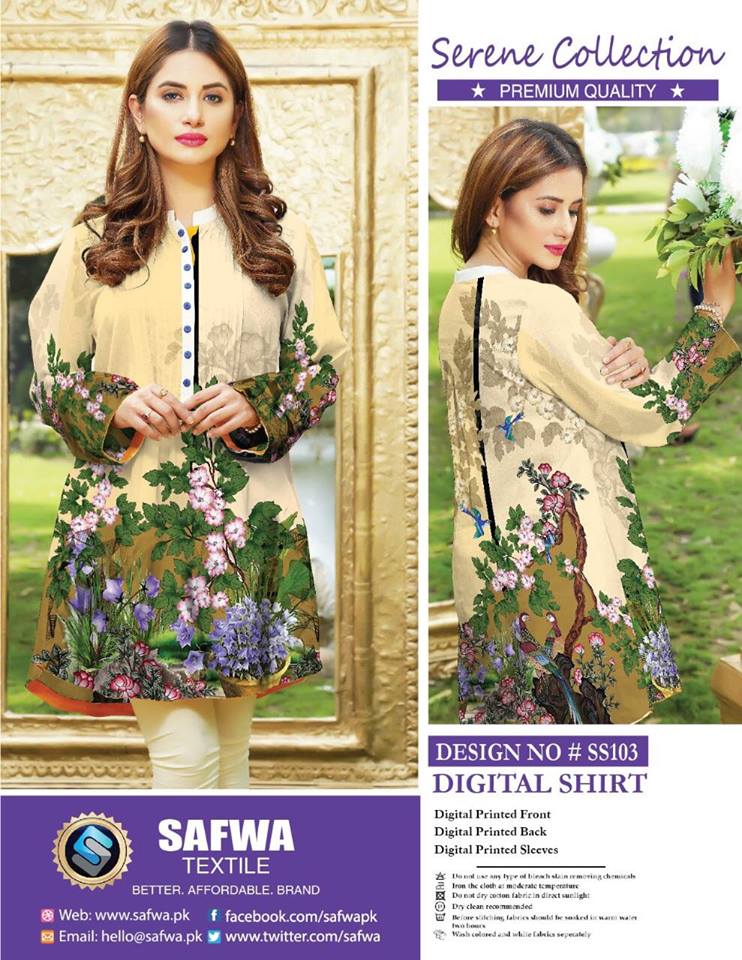 Serene Collection
★ PREMIUM QUALITY ★
DESIGN NO # SS103
DIGITAL SHIRT
Digital Printed Front
Digital Printed Back
Digital Printed Sleeves
Do not use any type of bleach stain removing chemicals
Iron the cloth at moderate temperature
Do not dry cotton fabric in direct sunlight
Dry clean recommended
Before stitching fabrics should be soaked in warm water
two hours
Wash colored and white fabrics seperately
SAFWA
TEXTILE
BETTER. AFFORDABLE. BRAND
Web: www.safwa.pk
facebook.com/safwapk
Email: hello@safwa.pk
www.twitter.com/safwa